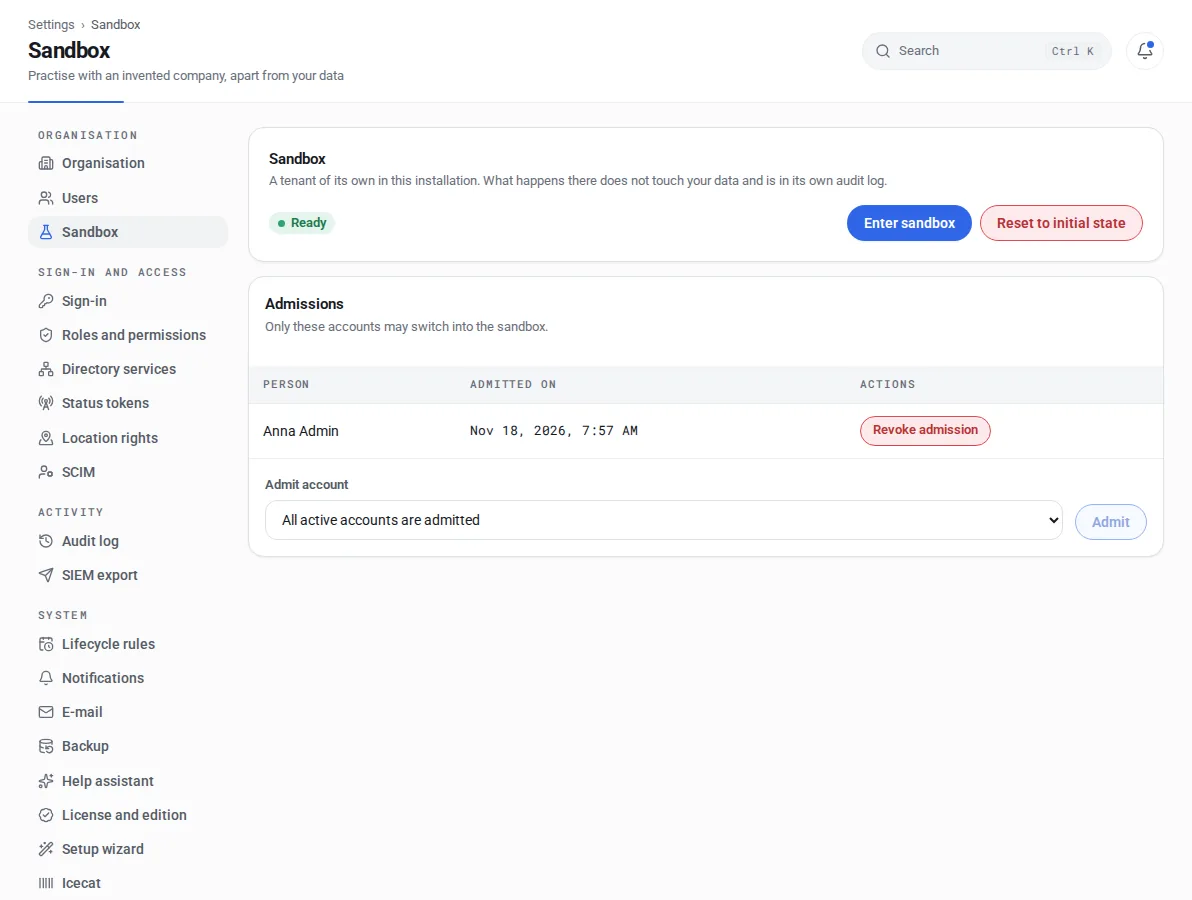 Settings › Sandbox
Sandbox
Practise with an invented company, apart from your data
Search
Ctrl K
ORGANISATION
Organisation
Users
Sandbox
SIGN-IN AND ACCESS
Sign-in
Roles and permissions
Directory services
Status tokens
Location rights
SCIM
ACTIVITY
Audit log
SIEM export
SYSTEM
Lifecycle rules
Notifications
E-mail
Backup
Help assistant
License and edition
Setup wizard
Icecat
Sandbox
A tenant of its own in this installation. What happens there does not touch your data and is in its own audit log.
Ready
Enter sandbox
Reset to initial state
Admissions
Only these accounts may switch into the sandbox.
PERSON ADMITTED ON ACTIONS
Anna Admin Nov 18, 2026, 7:57 AM Revoke admission
Admit account
All active accounts are admitted
Admit